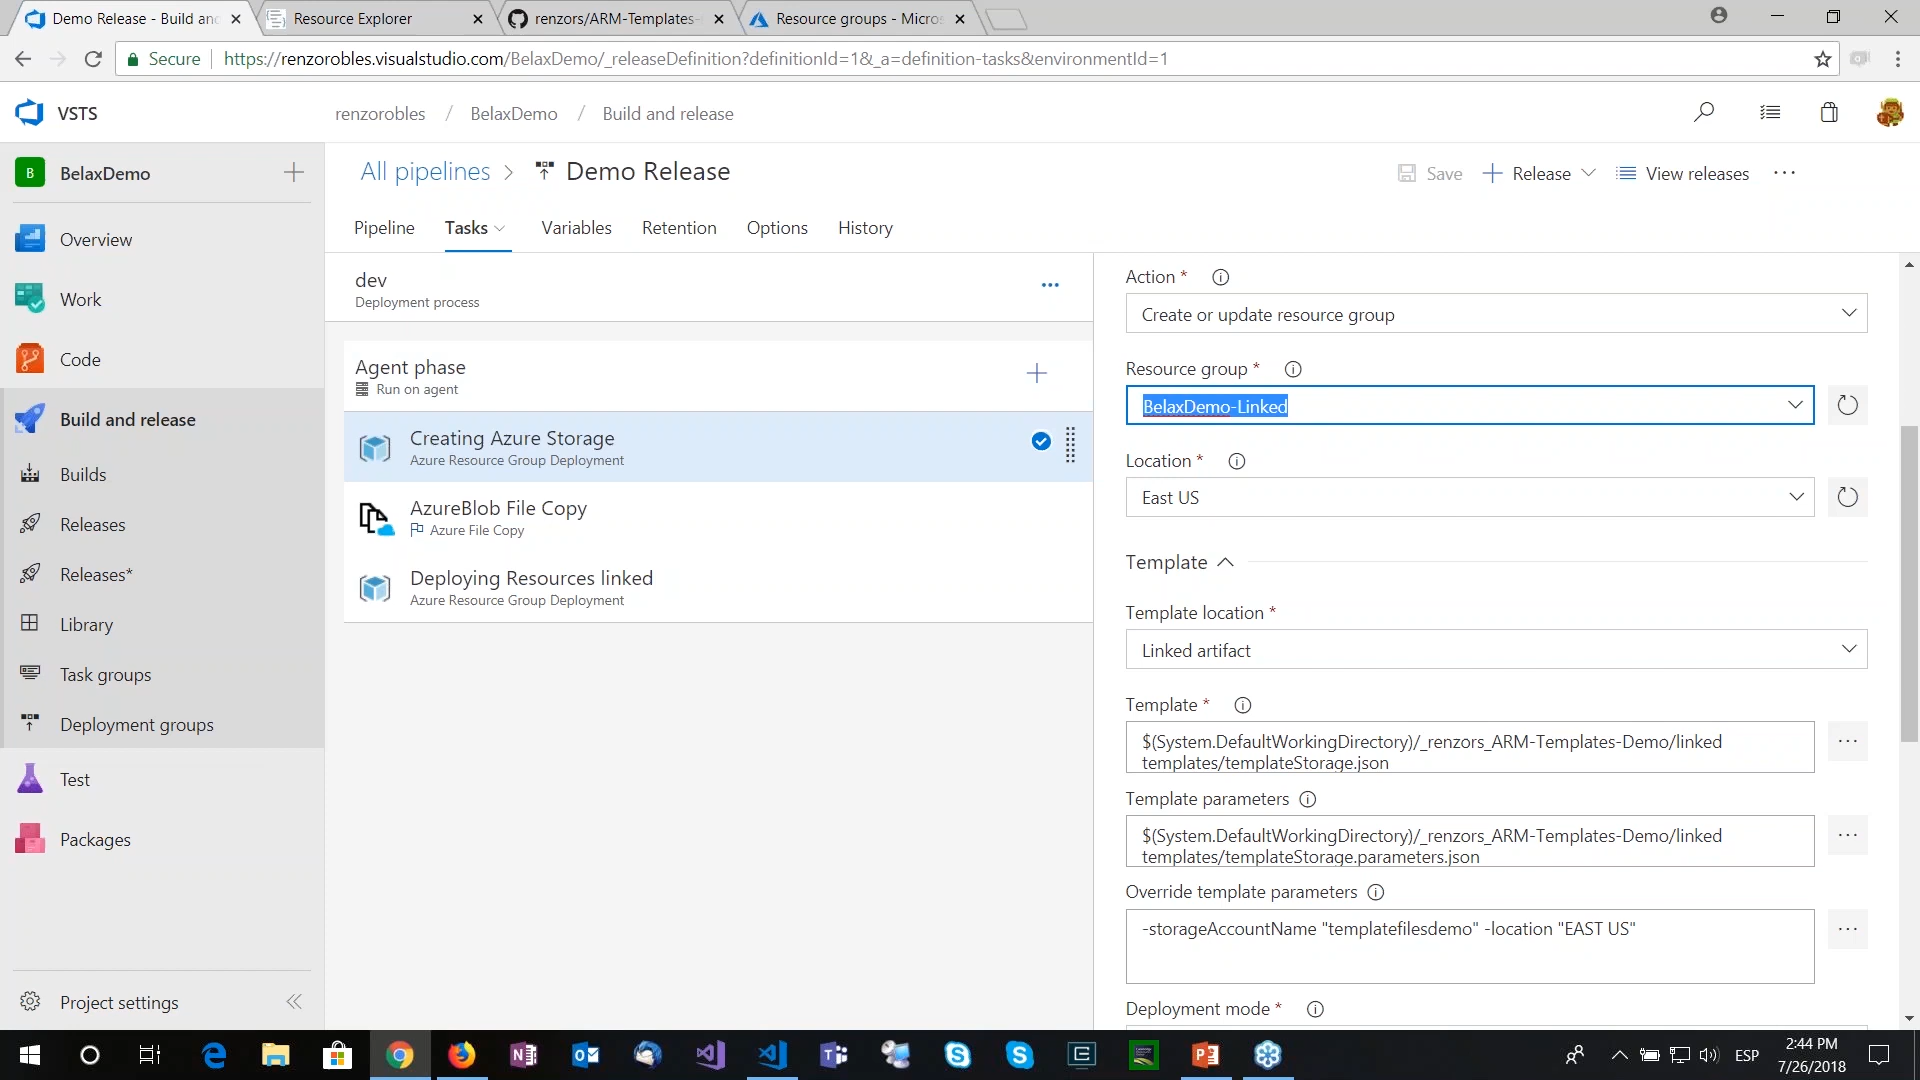 Demo Release - Build an
Resource Explorer
renzors/ARM-Templates-
Resource groups - Micros
Secure
https://renzorobles.visualstudio.com/BelaxDemo/_releaseDefinition?definitionId=1&_a=definition-tasks&environmentId=1
VSTS
renzorobles / BelaxDemo / Build and release
B BelaxDemo
Overview
Work
Code
Build and release
Builds
Releases
Releases*
Library
Task groups
Deployment groups
Test
Packages
Project settings
All pipelines > Demo Release
Save
Release
View releases
Pipeline
Tasks
Variables
Retention
Options
History
dev
Deployment process
Agent phase
Run on agent
Creating Azure Storage
Azure Resource Group Deployment
AzureBlob File Copy
Azure File Copy
Deploying Resources linked
Azure Resource Group Deployment
Action *
Create or update resource group
Resource group *
BelaxDemo-Linked
Location *
East US
Template
Template location *
Linked artifact
Template *
$(System.DefaultWorkingDirectory)/_renzors_ARM-Templates-Demo/linked
templates/templateStorage.json
Template parameters
$(System.DefaultWorkingDirectory)/_renzors_ARM-Templates-Demo/linked
templates/templateStorage.parameters.json
Override template parameters
-storageAccountName "templatefilesdemo" -location "EAST US"
Deployment mode *
ESP
2:44 PM
7/26/2018